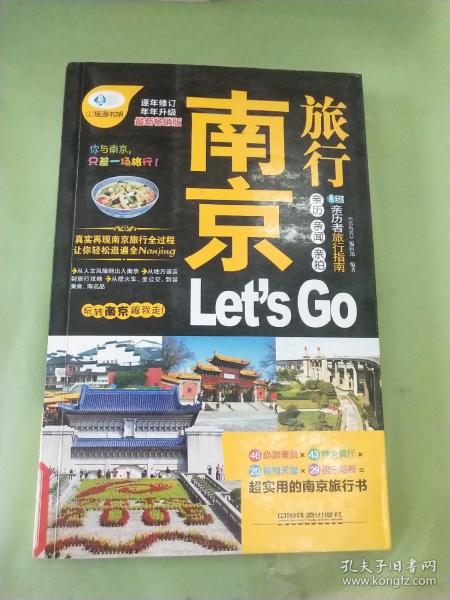 旅游书架
逐年修订
年年升级
最新畅销版
你与南京,
只差一场旅行!
南京
旅行
亲历 亲闻 亲拍
亲历者旅行指南
《亲历者》编辑部 编著
真实再现南京旅行全过程
让你轻松逛遍全Nanjing
从人文风情到出入南京
从地方语言
到旅行攻略
从搭火车、坐公交,到尝
美食、淘名品
玩转南京跟我走!
Let's Go
46 必游美景 × 43 特色餐厅 ×
20 购物天堂 × 29 娱乐场所 =
超实用的南京旅行书
中国铁道出版社
孔夫子旧书网
www.kongfz.com